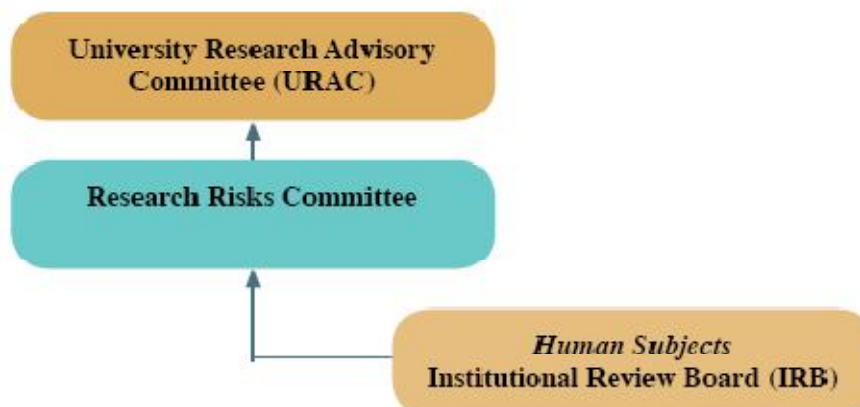 University Research Advisory
Committee (URAC)
Research Risks Committee
Human Subjects
Institutional Review Board (IRB)